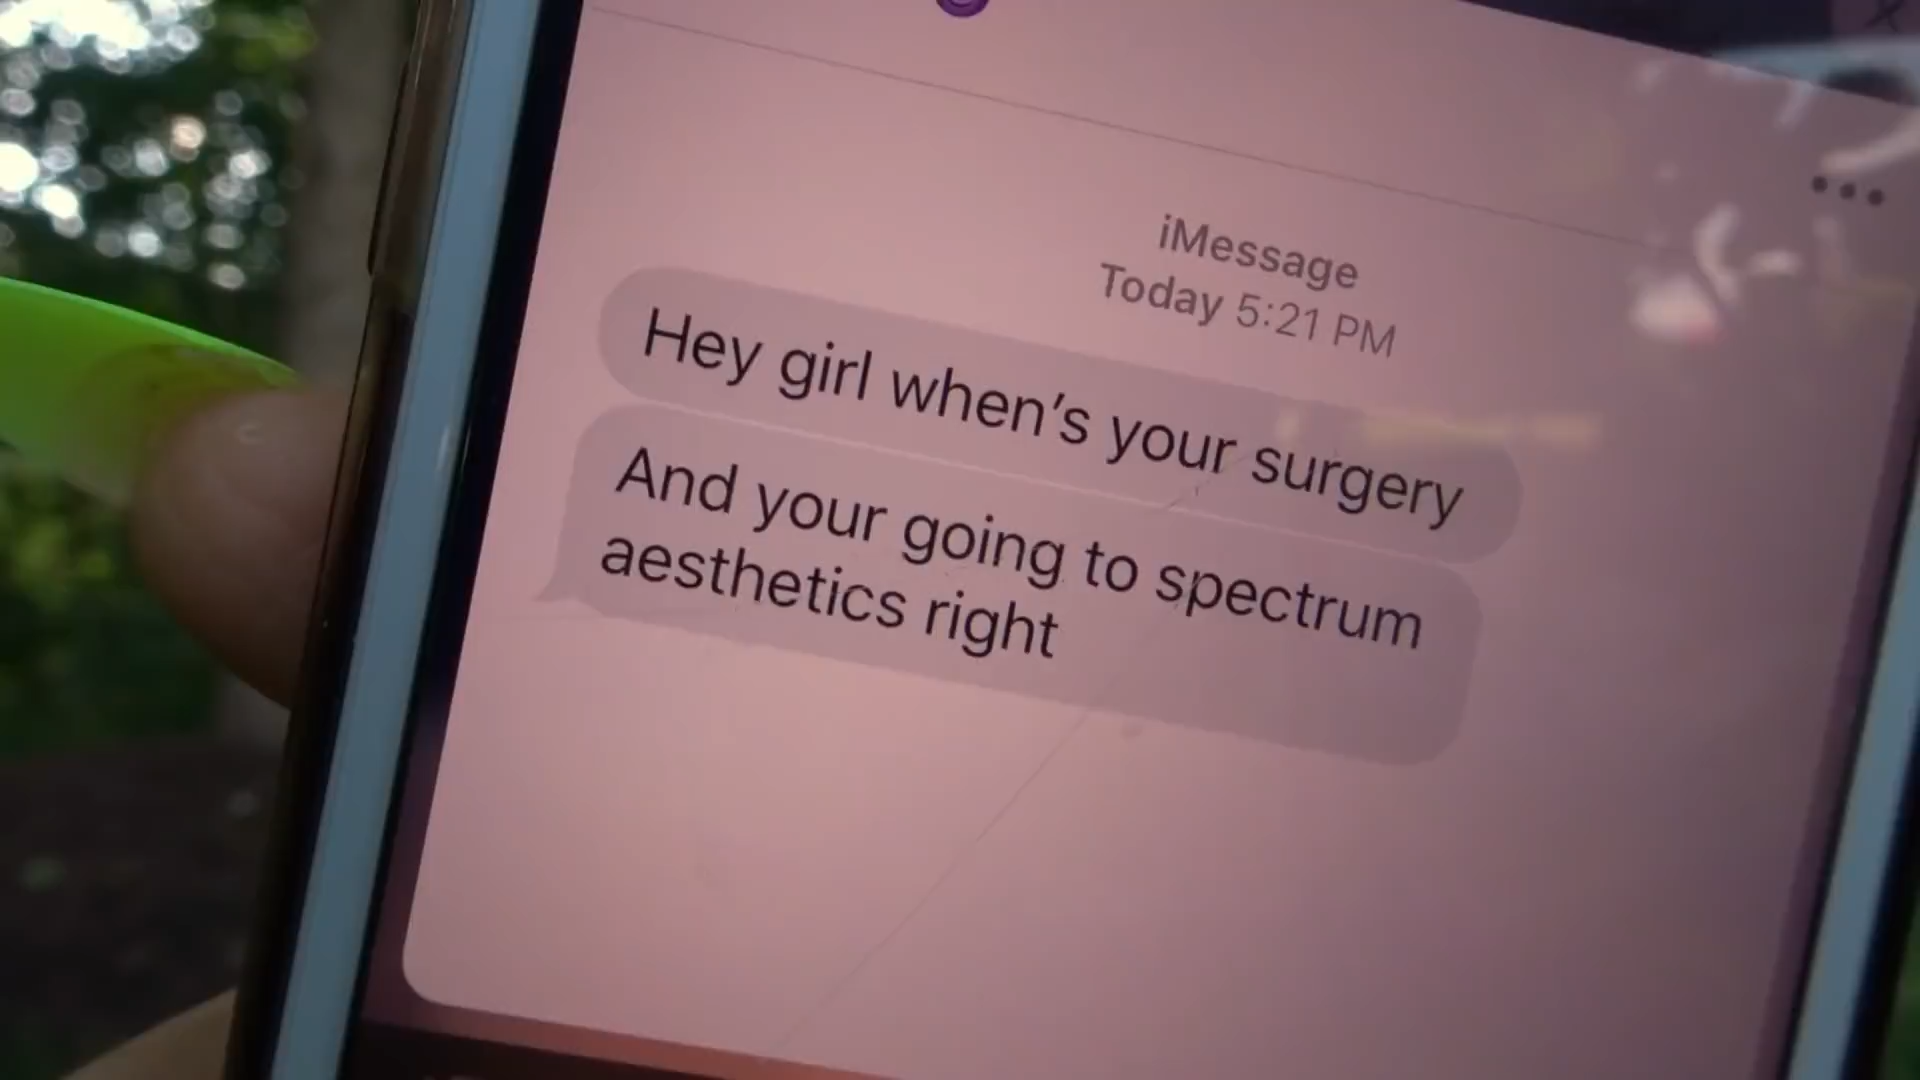 iMessage
Today 5:21 PM
Hey girl when's your surgery
And your going to spectrum
aesthetics right